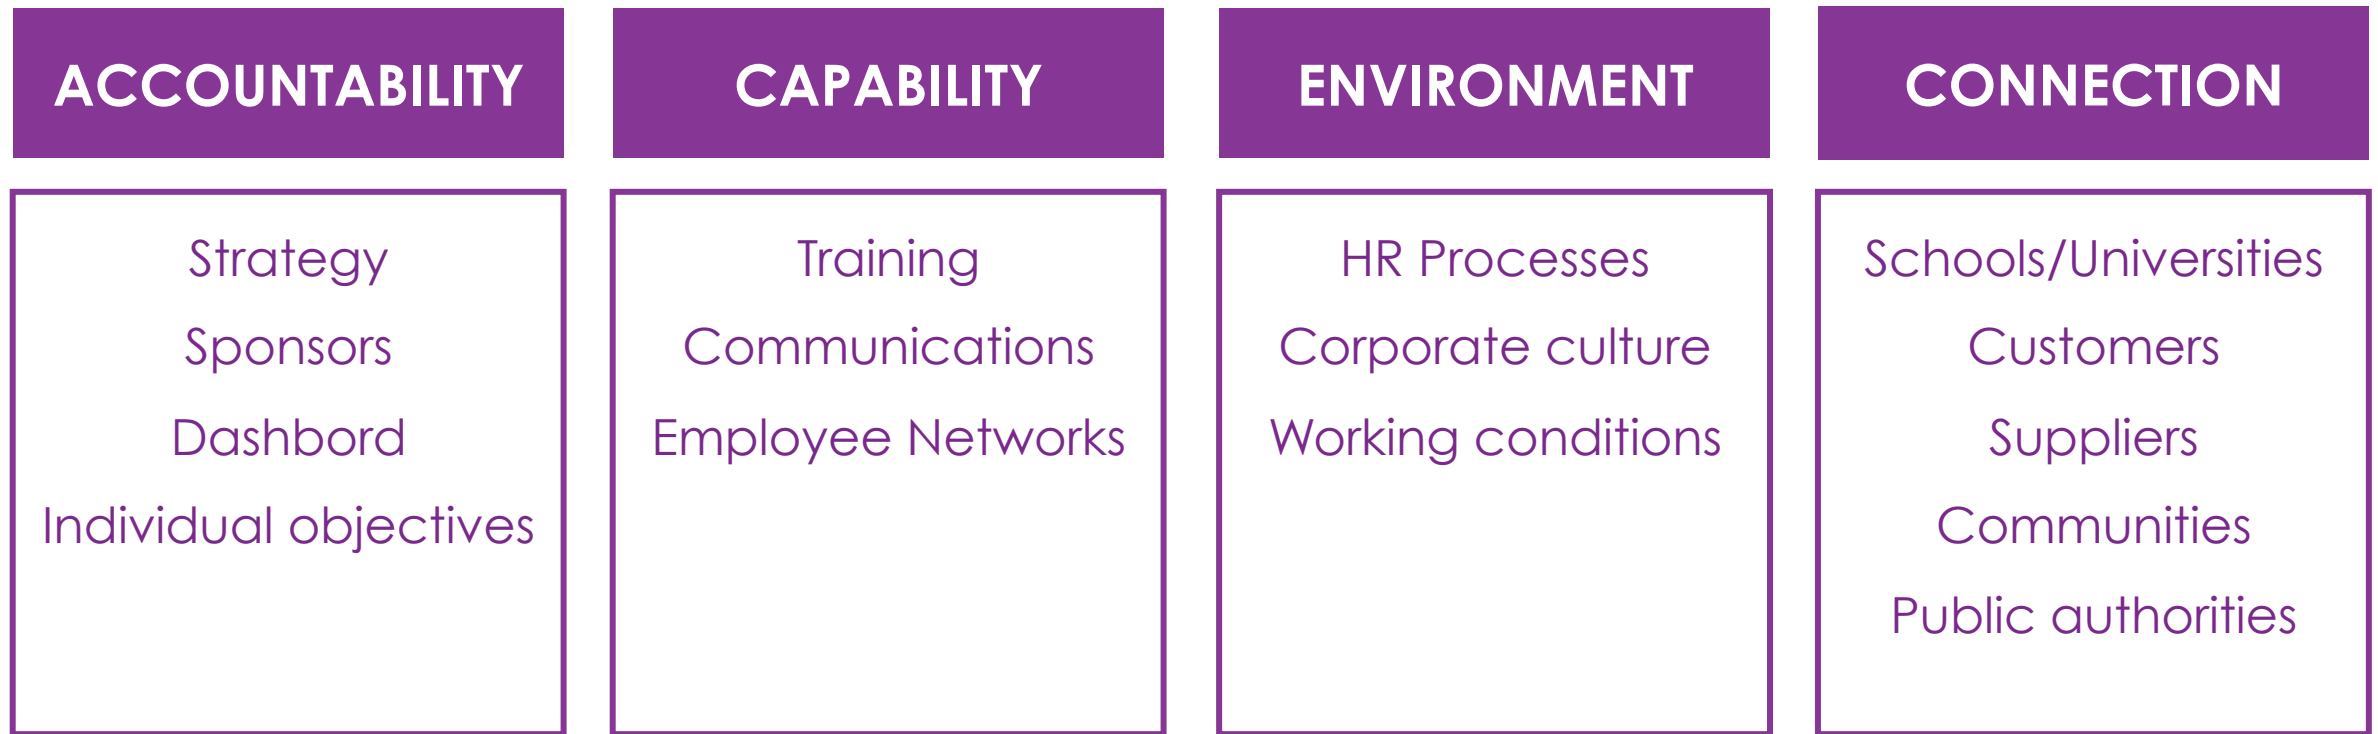 ACCOUNTABILITY
Strategy
Sponsors
Dashbord
Individual objectives
CAPABILITY
Training
Communications
Employee Networks
ENVIRONMENT
HR Processes
Corporate culture
Working conditions
CONNECTION
Schools/Universities
Customers
Suppliers
Communities
Public authorities